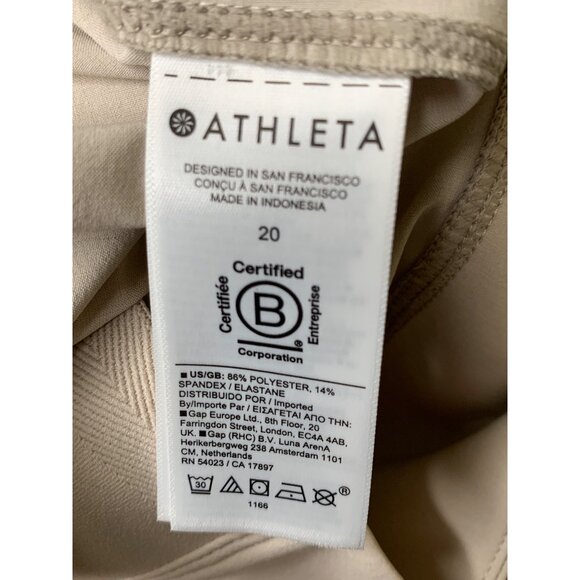 ATHLETA
DESIGNED IN SAN FRANCISCO
CONÇU À SAN FRANCISCO
MADE IN INDONESIA
20
Certified
Certifiée
B
Entreprise
®
Corporation
■ US/GB: 86% POLYESTER, 14%
SPANDEX / ELASTANE
DISTRIBUIDO POR / Imported
By/Importe Par / ΕΙΣΑΓΕΤΑΙ ΑΠΟ ΤΗΝ:
■ Gap Europe Ltd., 8th Floor, 20
Farringdon Street, London, EC4A 4AB,
UK. ■ Gap (RHC) B.V. Luna ArenA
Herikerbergweg 238 Amsterdam 1101
CM, Netherlands
RN 54023 / CA 17897
30 ®
1166